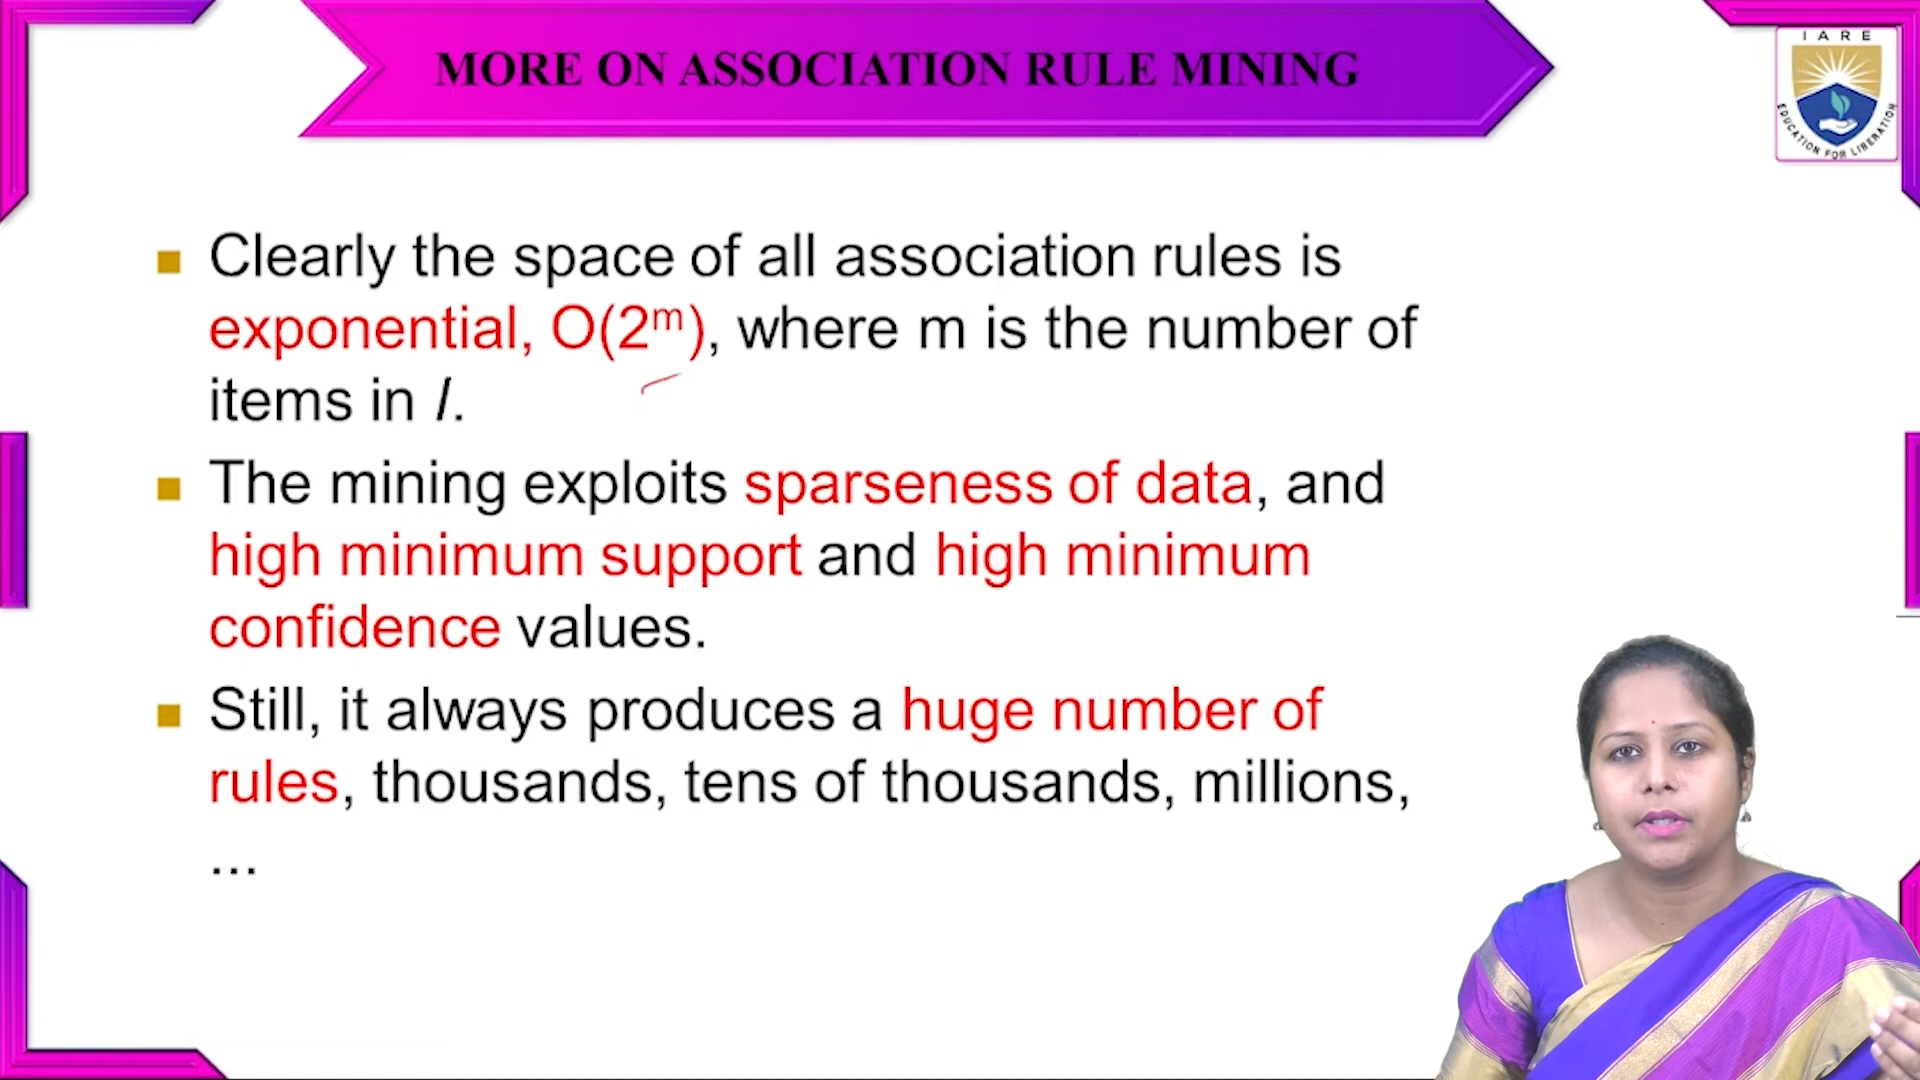 MORE ON ASSOCIATION RULE MINING
IARE
EDUCATION FOR LIBERATION
Clearly the space of all association rules is
exponential, O(2ᵐ), where m is the number of
items in I.
The mining exploits sparseness of data, and
high minimum support and high minimum
confidence values.
Still, it always produces a huge number of
rules, thousands, tens of thousands, millions,
...